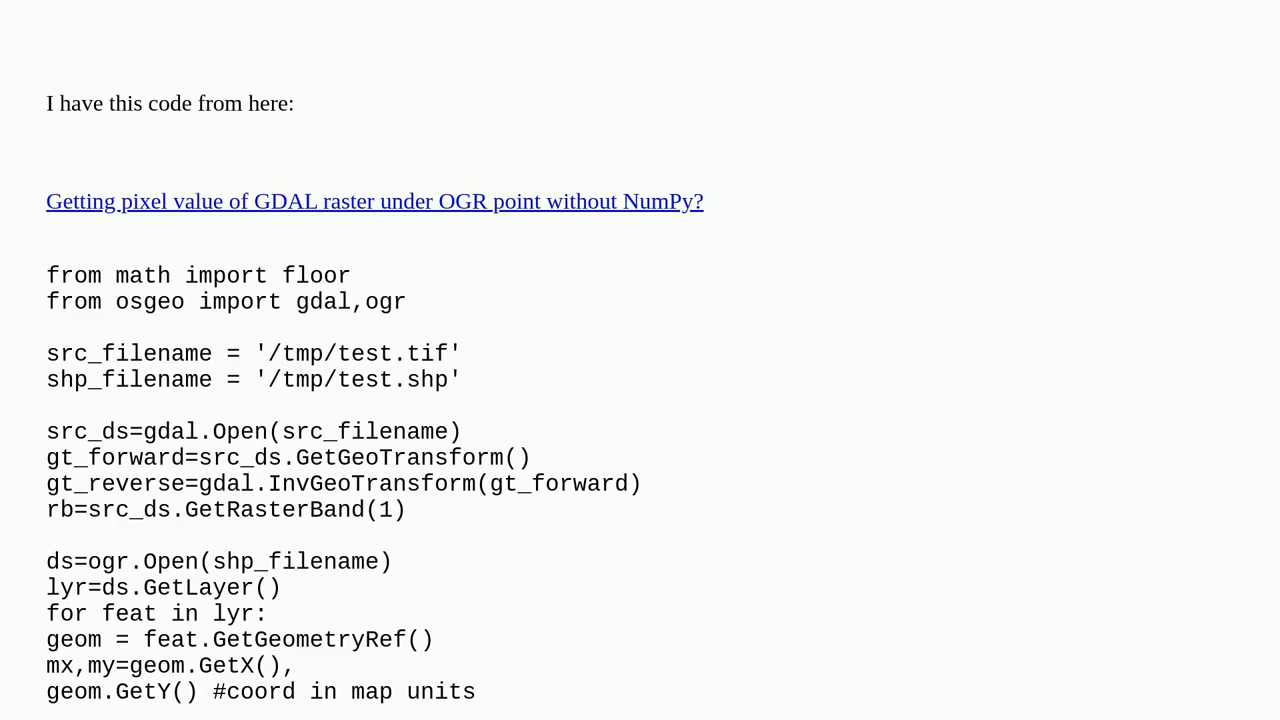 I have this code from here:
Getting pixel value of GDAL raster under OGR point without NumPy?
from math import floor
from osgeo import gdal,ogr
src_filename = '/tmp/test.tif'
shp_filename = '/tmp/test.shp'
src_ds=gdal.Open(src_filename)
gt_forward=src_ds.GetGeoTransform()
gt_reverse=gdal.InvGeoTransform(gt_forward)
rb=src_ds.GetRasterBand(1)
ds=ogr.Open(shp_filename)
lyr=ds.GetLayer()
for feat in lyr:
geom = feat.GetGeometryRef()
mx,my=geom.GetX(),
geom.GetY() #coord in map units